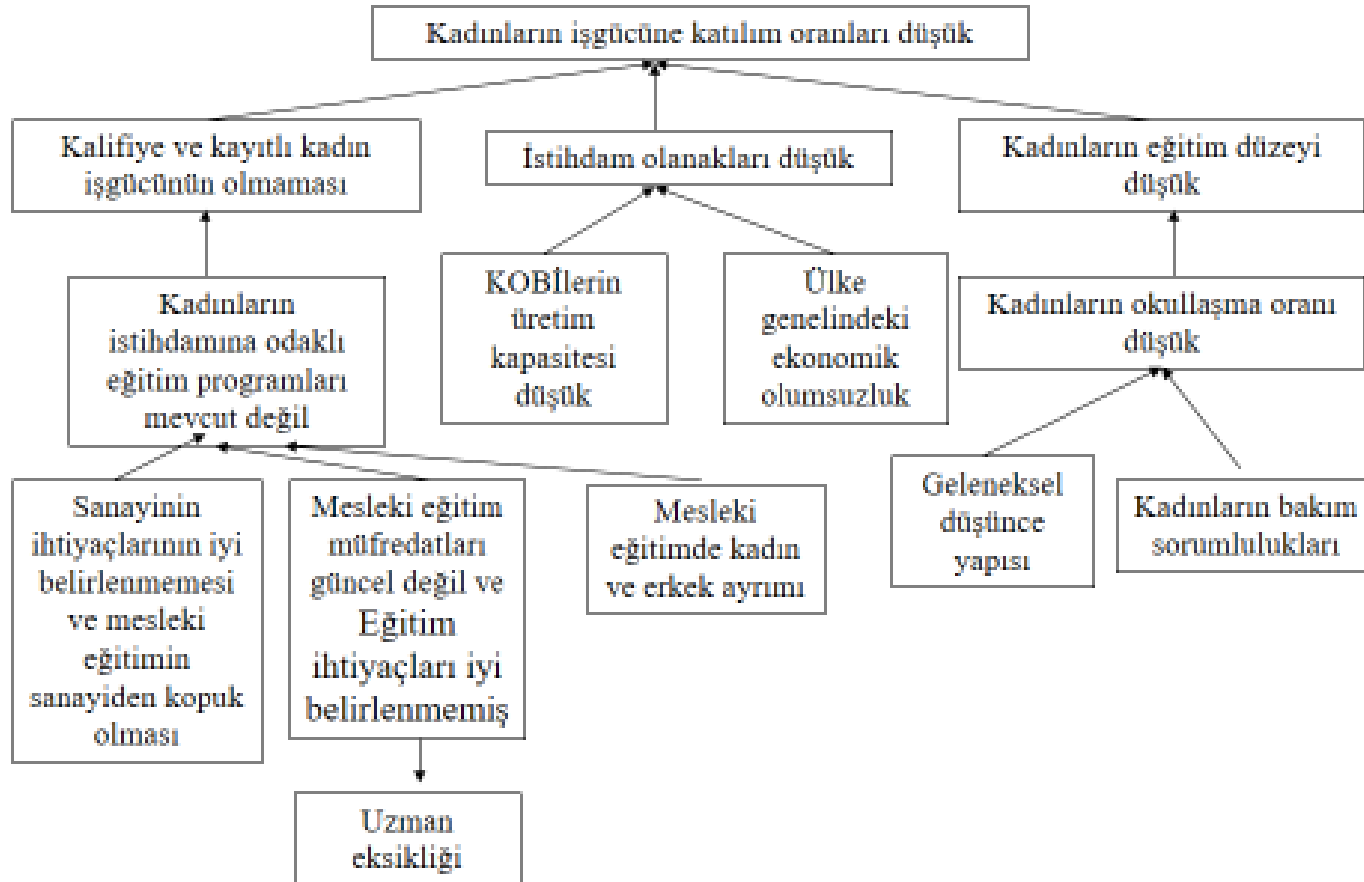 Kadınların işgücüne katılım oranları düşük
Kalifiye ve kayıtlı kadın
işgücünün olmaması
İstihdam olanakları düşük
Kadınların eğitim düzeyi
düşük
Kadınların
istihdamına odaklı
eğitim programları
mevcut değil
KOBİlerin
üretim
kapasitesi
düşük
Ülke
genelindeki
ekonomik
olumsuzluk
Kadınların okullaşma oranı
düşük
Sanayinin
ihtiyaçlarının iyi
belirlenmemesi
ve mesleki
eğitimin
sanayiden kopuk
olması
Mesleki eğitim
müfredatları
güncel değil ve
Eğitim
ihtiyaçları iyi
belirlenmemiş
Mesleki
eğitimde kadın
ve erkek ayrımı
Geleneksel
düşünce
yapısı
Kadınların bakım
sorumlulukları
Uzman
eksikliği